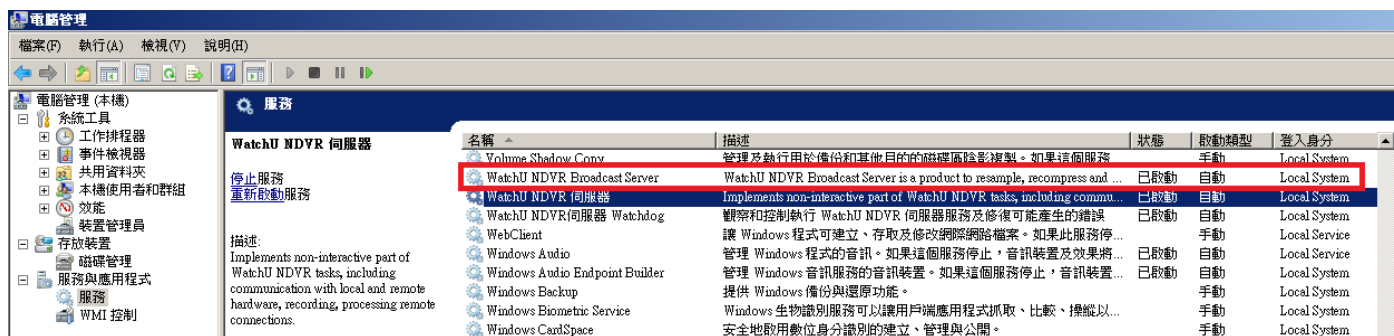 電腦管理
檔案(F) 執行(A) 檢視(V) 說明(H)
電腦管理 (本機)
系統工具
工作排程器
事件檢視器
共用資料夾
本機使用者和群組
效能
裝置管理員
存放裝置
磁碟管理
服務與應用程式
服務
WMI 控制
服務
WatchU NDVR 伺服器
停止服務
重新啟動服務
描述:
Implements non-interactive part of
WatchU NDVR tasks, including
communication with local and remote
hardware, recording, processing remote
connections.
名稱 描述 狀態 啟動類型 登入身分
Volume Shadow Copy 管理及執行用於備份和其他目的的磁碟區陰影複製。如果這個服務 手動 Local System
WatchU NDVR Broadcast Server WatchU NDVR Broadcast Server is a product to resample, recompress and ... 已啟動 自動 Local System
WatchU NDVR 伺服器 Implements non-interactive part of WatchU NDVR tasks, including commu... 已啟動 自動 Local System
WatchU NDVR伺服器 Watchdog 觀察和控制執行 WatchU NDVR 伺服器服務及修復可能產生的錯誤 已啟動 自動 Local System
WebClient 讓 Windows 程式可建立、存取及修改網際網路檔案。如果此服務停... 手動 Local Service
Windows Audio 管理 Windows 程式的音訊。如果這個服務停止，音訊裝置及效果將... 已啟動 自動 Local Service
Windows Audio Endpoint Builder 管理 Windows 音訊服務的音訊裝置。如果這個服務停止，音訊裝置... 已啟動 自動 Local System
Windows Backup 提供 Windows 備份與還原功能。 手動 Local System
Windows Biometric Service Windows 生物識別服務可以讓用戶端應用程式抓取、比較、操縱以... 手動 Local System
Windows CardSpace 安全地啟用數位身分識別的建立、管理與公開。 手動 Local System